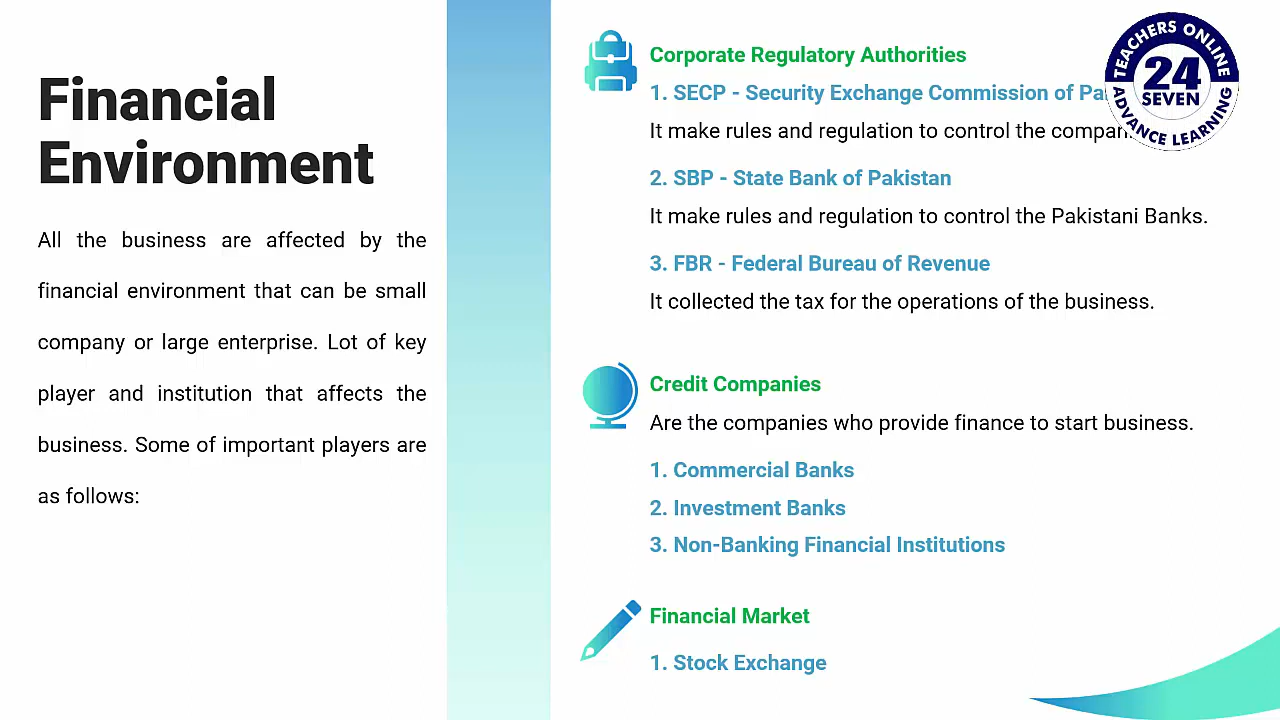 Financial
Environment
All the business are affected by the
financial environment that can be small
company or large enterprise. Lot of key
player and institution that affects the
business. Some of important players are
as follows:
Corporate Regulatory Authorities
1. SECP - Security Exchange Commission of
It make rules and regulation to control the
2. SBP - State Bank of Pakistan
It make rules and regulation to control the Pakistani Banks.
3. FBR - Federal Bureau of Revenue
It collected the tax for the operations of the business.
Credit Companies
Are the companies who provide finance to start business.
1. Commercial Banks
2. Investment Banks
3. Non-Banking Financial Institutions
Financial Market
1. Stock Exchange
TEACHERS ONLINE
24
SEVEN
ADVANCE LEARNING